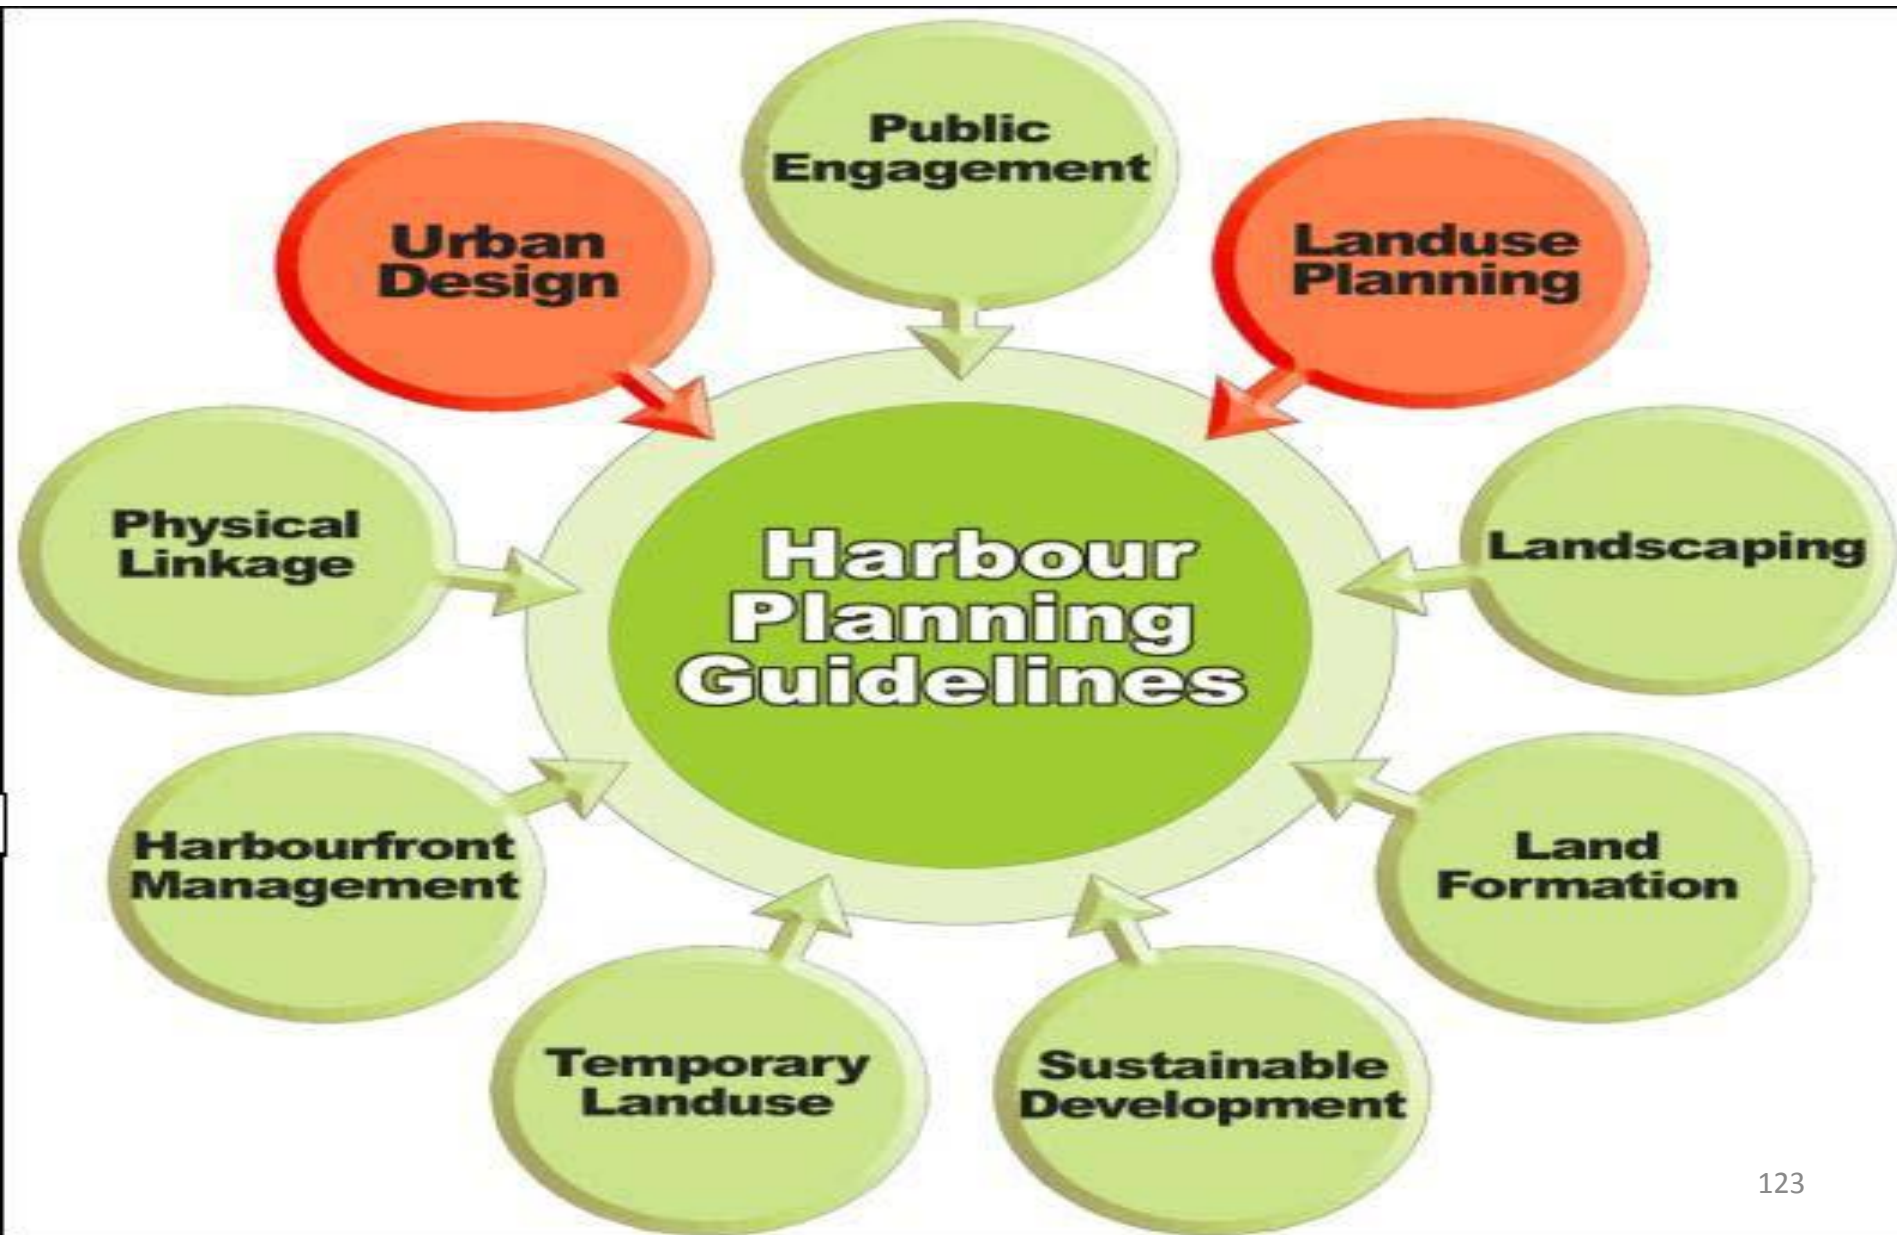 Public
Engagement
Urban
Design
Landuse
Planning
Physical
Linkage
Landscaping
Harbour
Planning
Guidelines
Harbourfront
Management
Land
Formation
Temporary
Landuse
Sustainable
Development
123